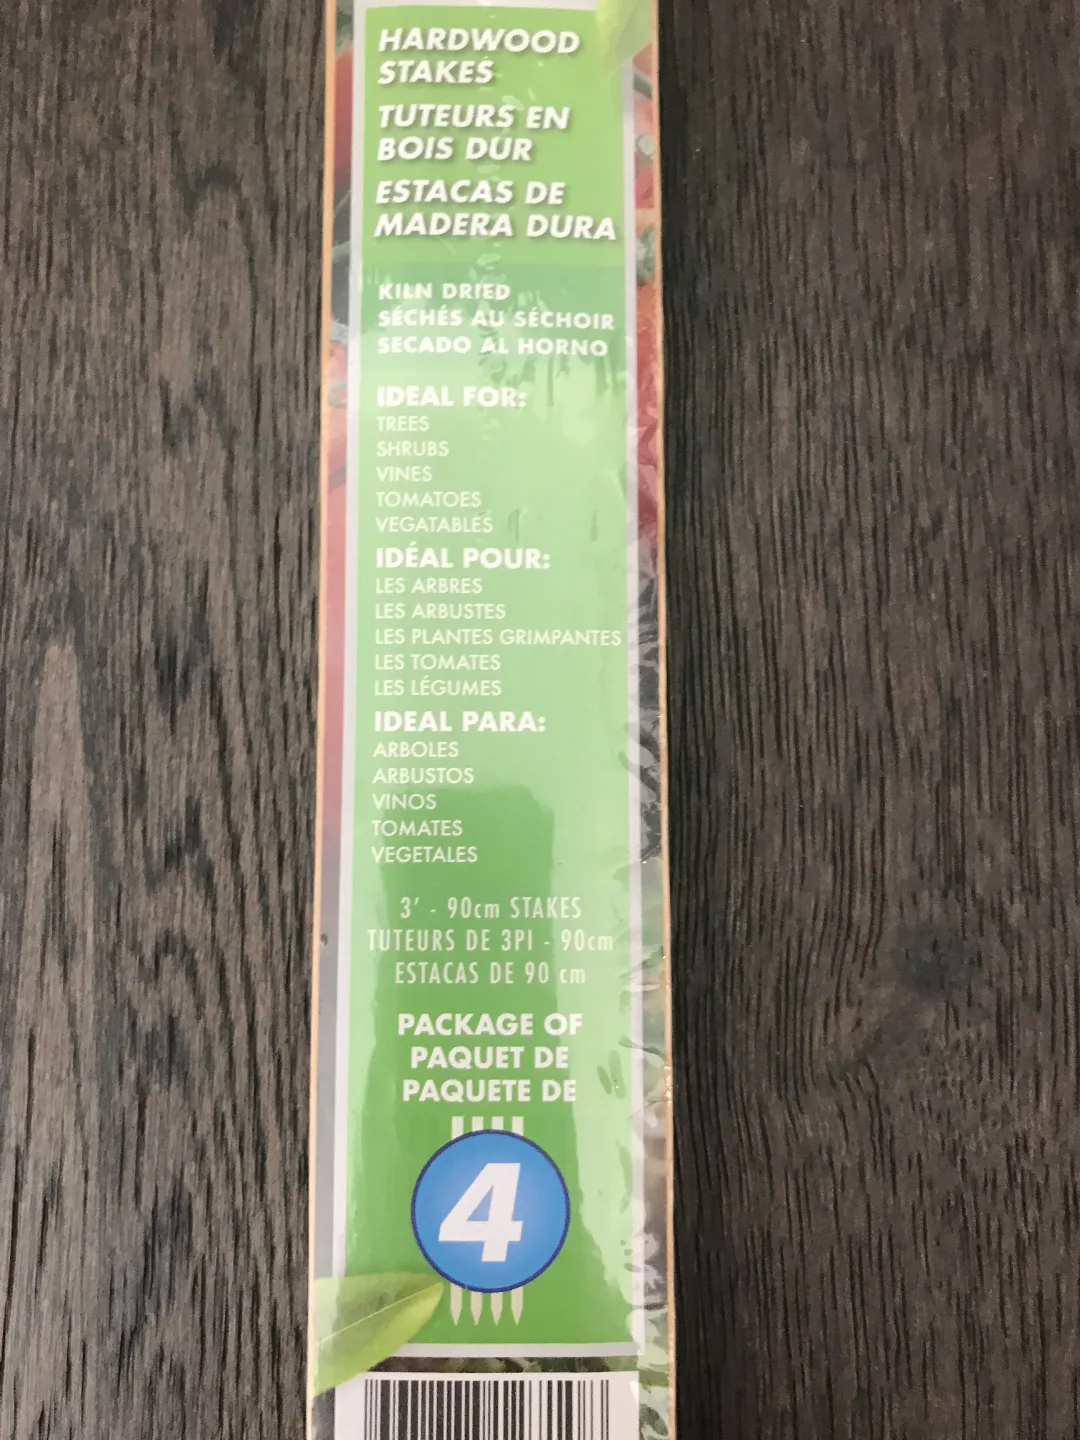 HARDWOOD
STAKES
TUTEURS EN
BOIS DUR
ESTACAS DE
MADERA DURA
KILN DRIED
SÉCHÉS AU SÉCHOIR
SECADO AL HORNO
IDEAL FOR:
TREES
SHRUBS
VINES
TOMATOES
VEGATABLES
IDÉAL POUR:
LES ARBRES
LES ARBUSTES
LES PLANTES GRIMPANTES
LES TOMATES
LES LÉGUMES
IDEAL PARA:
ARBOLES
ARBUSTOS
VINOS
TOMATES
VEGETALES
3' - 90cm STAKES
TUTEURS DE 3PI - 90cm
ESTACAS DE 90 cm
PACKAGE OF
PAQUET DE
PAQUETE DE
4